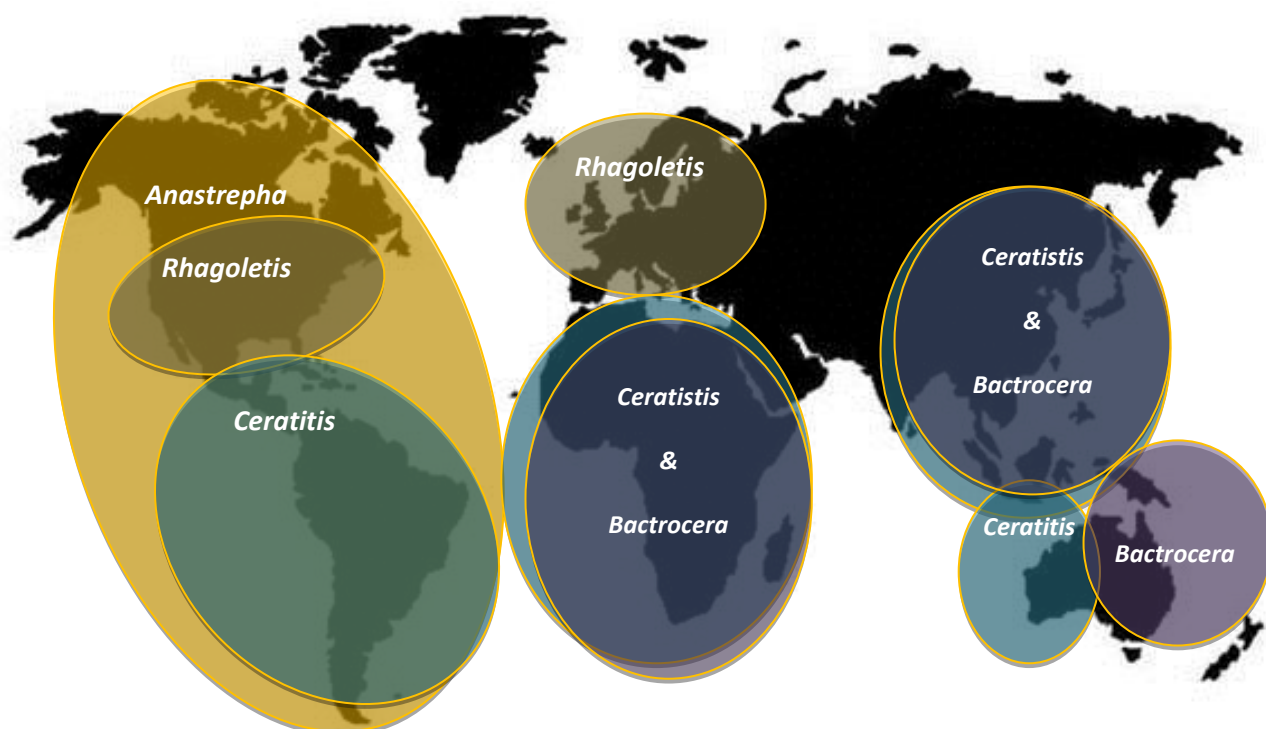 Anastrepha
Rhagoletis
Ceratitis
Rhagoletis
Ceratistis
&
Bactrocera
Ceratistis
&
Bactrocera
Ceratitis
Bactrocera